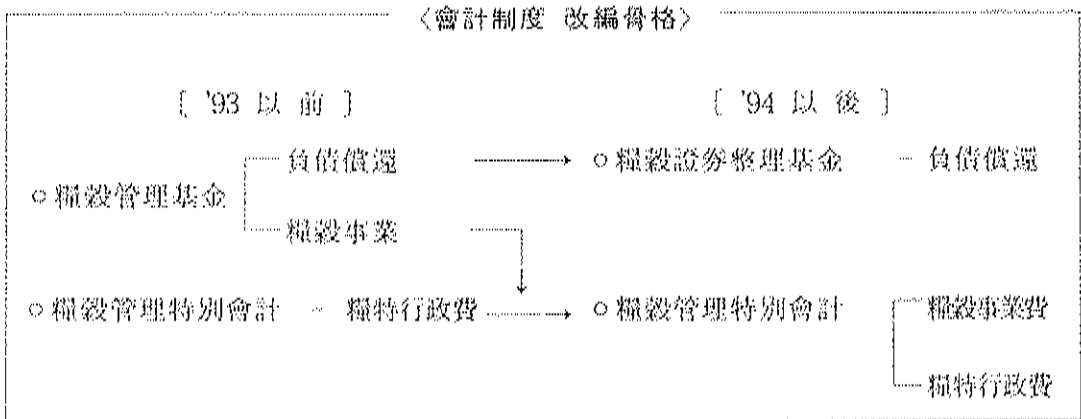 〈會計制度 改編骨格〉
[ '93 以 前 ] [ '94 以 後 ]
負債償還 → ○ 糧穀證券整理基金 - 負債償還
○ 糧穀管理基金
糧穀事業
○ 糧穀管理特別會計 - 糧特行政費 → ○ 糧穀管理特別會計 糧穀事業費
糧特行政費